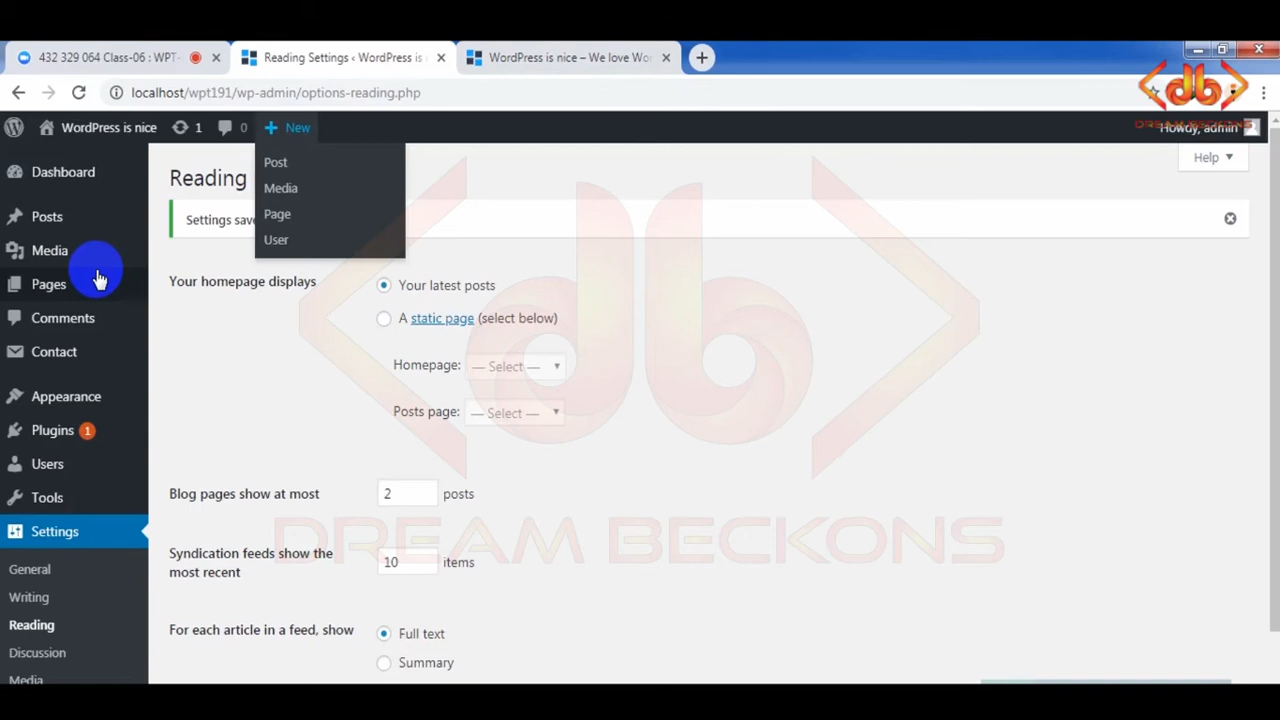 432 329 064 Class-06 : WPT-
Reading Settings ‹ WordPress is
WordPress is nice – We love Wor
localhost/wpt191/wp-admin/options-reading.php
WordPress is nice
1
0
New
Howdy, admin
Post
Media
Page
User
Help
Dashboard
Posts
Media
Pages
Comments
Contact
Appearance
Plugins 1
Users
Tools
Settings
General
Writing
Reading
Discussion
Media
Reading
Settings save
Your homepage displays
Your latest posts
A static page (select below)
Homepage: — Select —
Posts page: — Select —
Blog pages show at most 2 posts
Syndication feeds show the
most recent
10 items
For each article in a feed, show
Full text
Summary
DREAM BECKONS
DREAM BECKONS